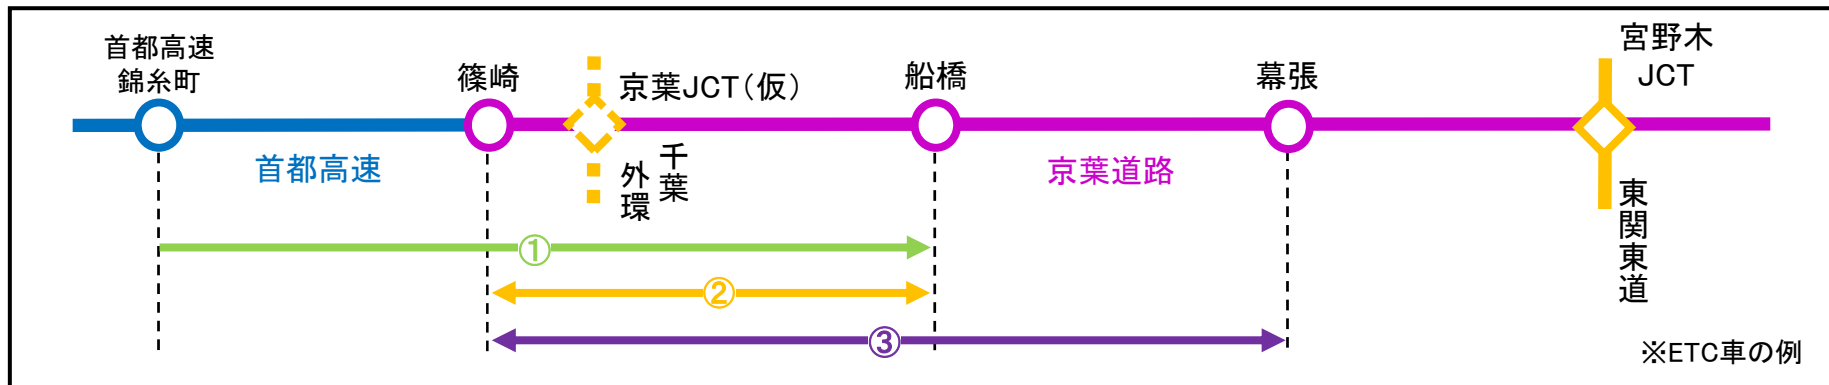 首都高速
錦糸町
篠崎
京葉JCT(仮)
船橋
幕張
宮野木
JCT
首都高速
千葉
外環
京葉道路
東関東道
①
②
③
※ETC車の例